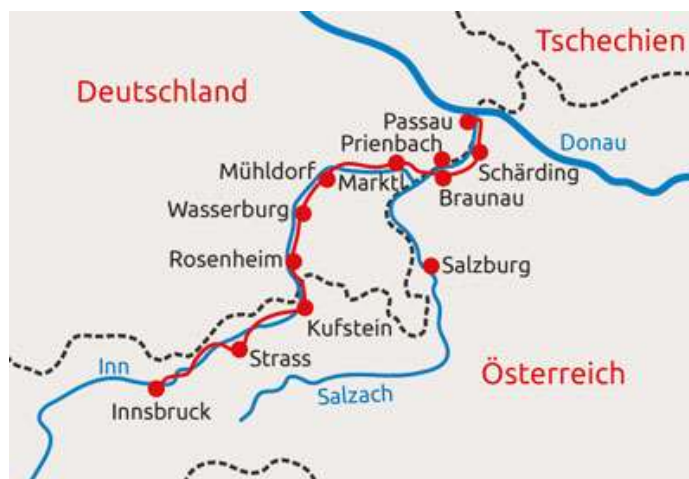 Tschechien
Deutschland
Passau
Prienbach
Donau
Mühldorf
Marktl
Schärding
Braunau
Wasserburg
Rosenheim
Salzburg
Kufstein
Strass
Inn
Österreich
Salzach
Innsbruck